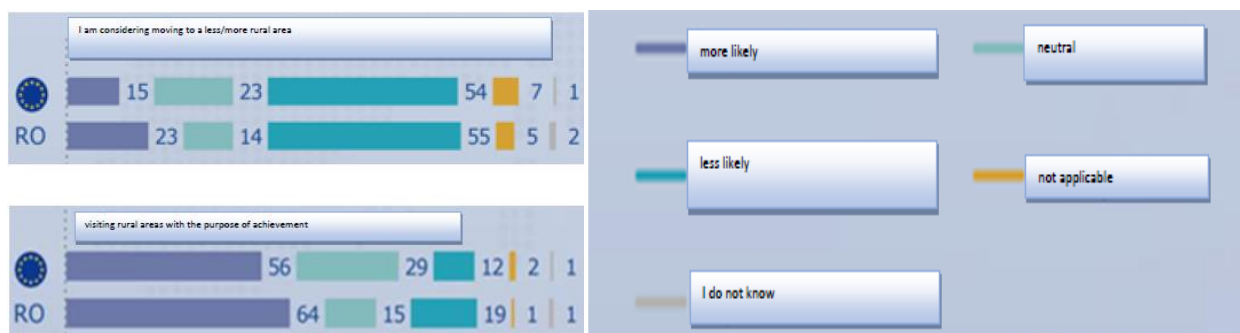 I am considering moving to a less/more rural area
15 23 54 7 1
RO 23 14 55 5 2
visiting rural areas with the purpose of achievement
56 29 12 2 1
RO 64 15 19 1 1
more likely
neutral
less likely
not applicable
I do not know